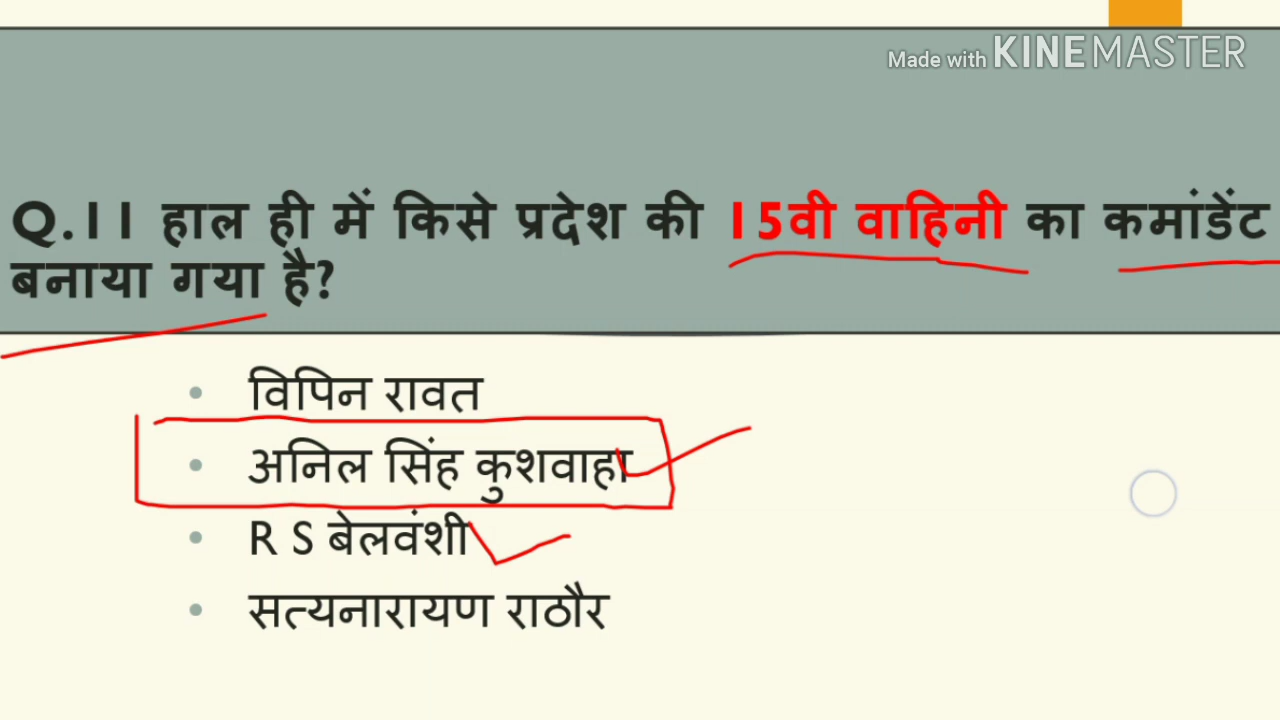 Made with KINEMASTER
Q.11 हाल ही में किसे प्रदेश की 15वी वाहिनी का कमांडेंट
बनाया गया है?
विपिन रावत
अनिल सिंह कुशवाहा
R S बेलवंशी
सत्यनारायण राठौर